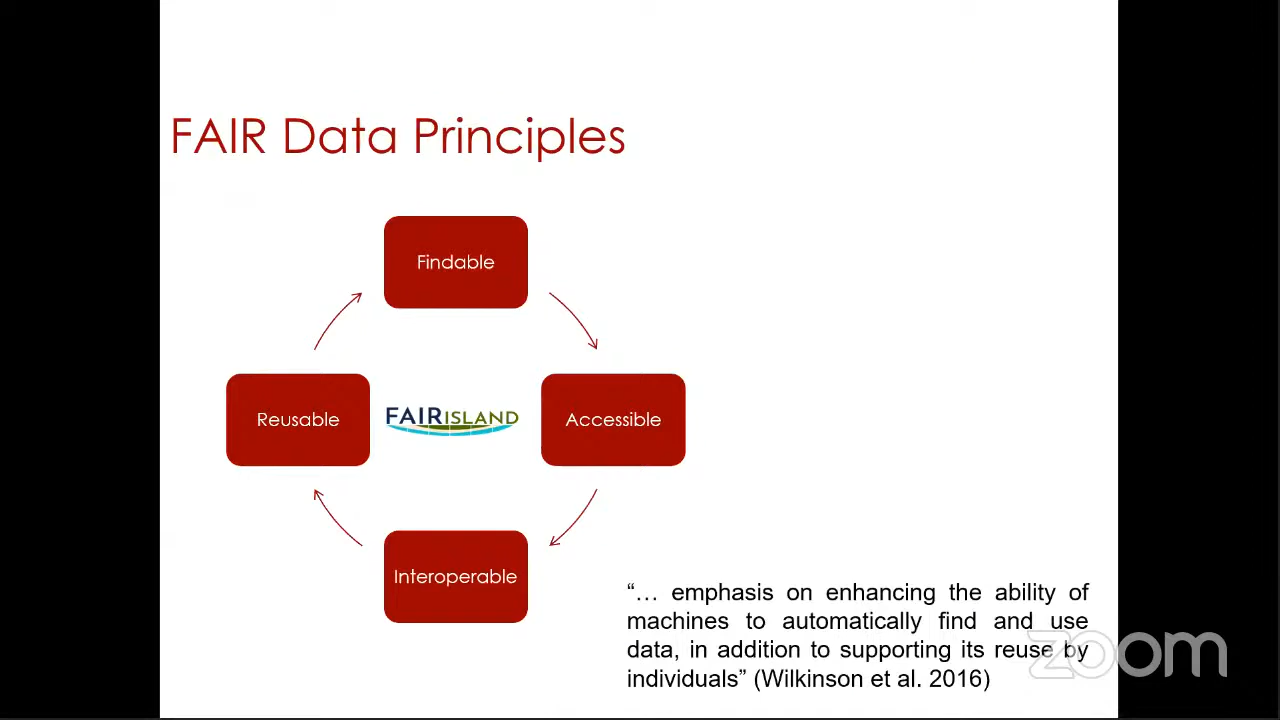 FAIR Data Principles
Findable
Reusable
FAIRISLAND
Accessible
Interoperable
“… emphasis on enhancing the ability of
machines to automatically find and use
data, in addition to supporting its reuse by
individuals” (Wilkinson et al. 2016)
zoom